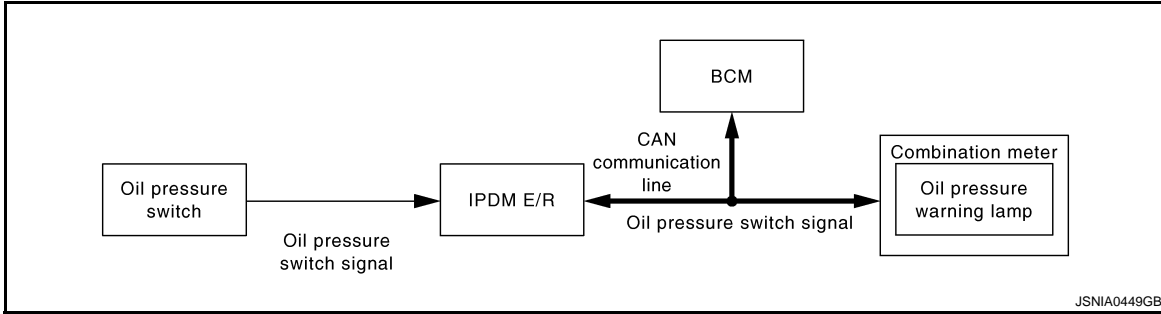 BCM
CAN
communication
line
Combination meter
Oil pressure
switch
IPDM E/R
Oil pressure
warning lamp
Oil pressure switch signal
Oil pressure
switch signal
JSNIA0449GB